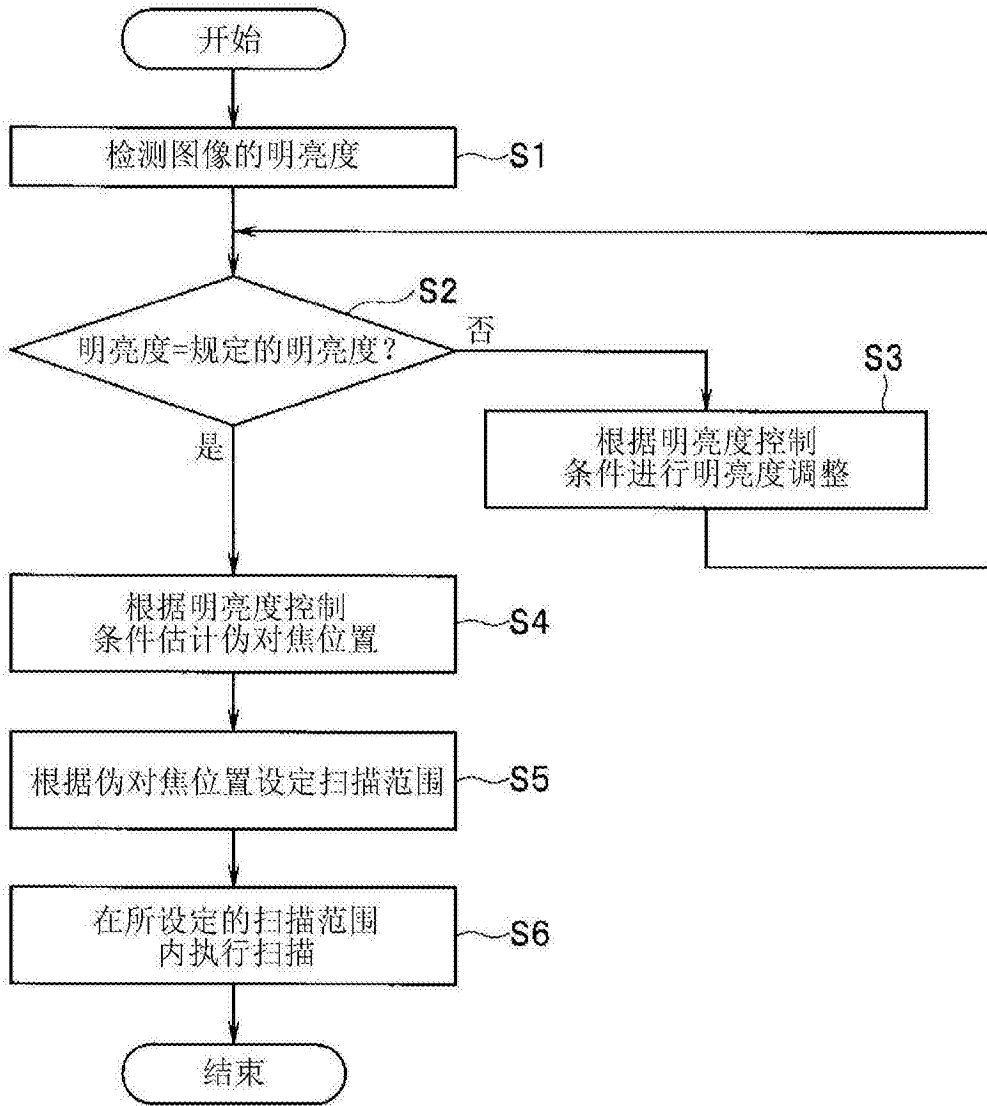 开始
检测图像的明亮度
S1
S2
明亮度=规定的明亮度?
否
是
S3
根据明亮度控制
条件进行明亮度调整
根据明亮度控制
条件估计伪对焦位置
S4
根据伪对焦位置设定扫描范围
S5
在所设定的扫描范围
内执行扫描
S6
结束